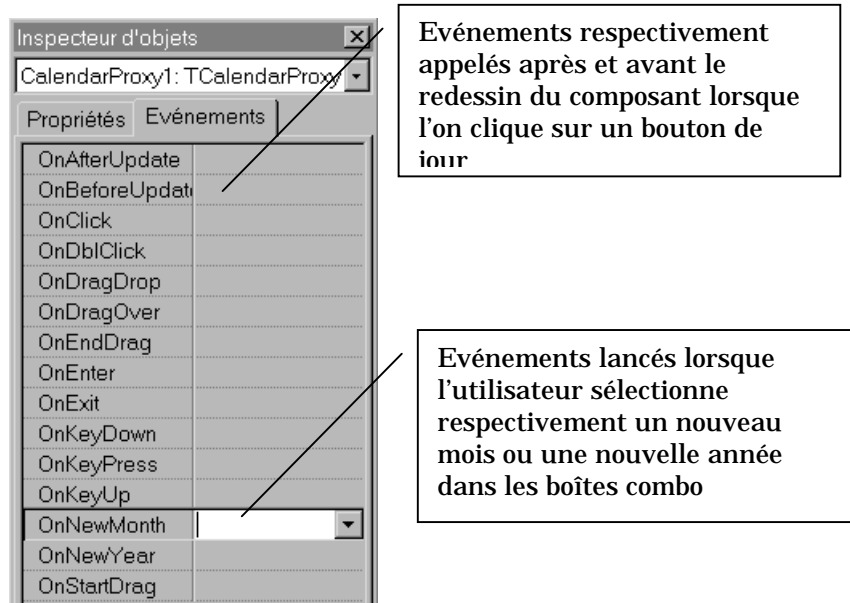 Inspecteur d'objets
CalendarProxy1: TCalendarProxy
Propriétés Evénements
OnAfterUpdate
OnBeforeUpdat
OnClick
OnDblClick
OnDragDrop
OnDragOver
OnEndDrag
OnEnter
OnExit
OnKeyDown
OnKeyPress
OnKeyUp
OnNewMonth
OnNewYear
OnStartDrag
Evénements respectivement
appelés après et avant le
redessin du composant lorsque
l'on clique sur un bouton de
jour
Evénements lancés lorsque
l'utilisateur sélectionne
respectivement un nouveau
mois ou une nouvelle année
dans les boîtes combo